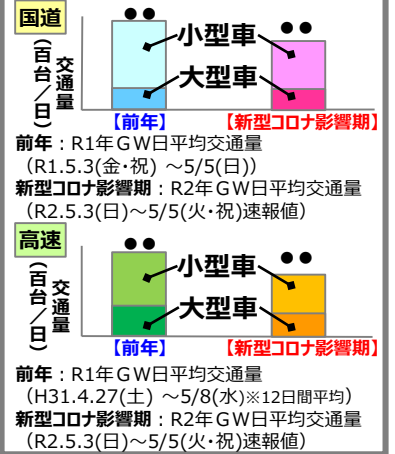 国道
交通量
（百台／日）
●●
●●
小型車
大型車
【前年】
【新型コロナ影響期】
前年：R1年GW日平均交通量
（R1.5.3(金･祝) ～5/5(日)）
新型コロナ影響期：R2年GW日平均交通量
（R2.5.3(日)～5/5(火･祝)速報値）
高速
交通量
（百台／日）
●●
●●
小型車
大型車
【前年】
【新型コロナ影響期】
前年：R1年GW日平均交通量
（H31.4.27(土) ～5/8(水)※12日間平均）
新型コロナ影響期：R2年GW日平均交通量
（R2.5.3(日)～5/5(火･祝)速報値）